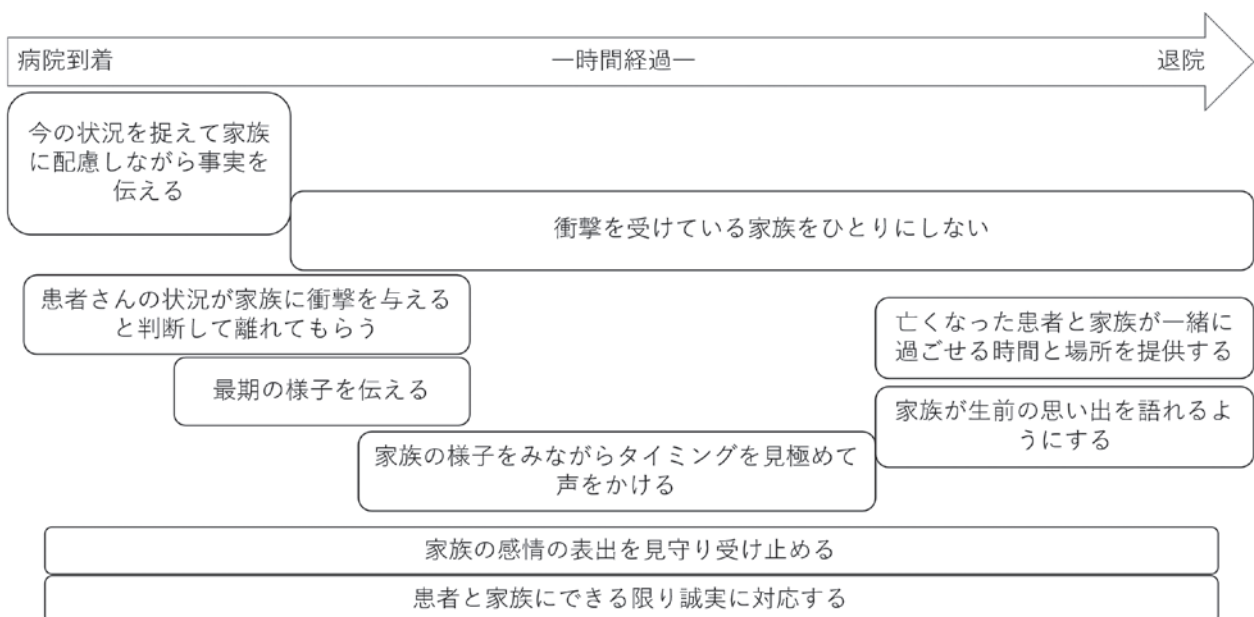 病院到着
―時間経過―
退院
今の状況を捉えて家族
に配慮しながら事実を
伝える
衝撃を受けている家族をひとりにしない
患者さんの状況が家族に衝撃を与える
と判断して離れてもらう
亡くなった患者と家族が一緒に
過ごせる時間と場所を提供する
最期の様子を伝える
家族が生前の思い出を語れるよ
うにする
家族の様子をみながらタイミングを見極めて
声をかける
家族の感情の表出を見守り受け止める
患者と家族にできる限り誠実に対応する